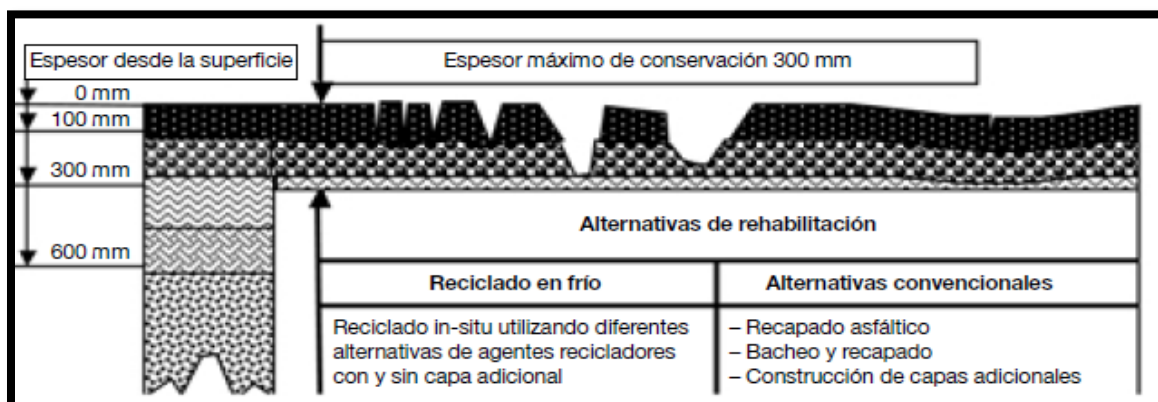 Espesor desde la superficie
Espesor máximo de conservación 300 mm
0 mm
100 mm
300 mm
600 mm
Alternativas de rehabilitación
Reciclado en frío
Reciclado in-situ utilizando diferentes
alternativas de agentes recicladores
con y sin capa adicional
Alternativas convencionales
– Recapado asfáltico
– Bacheo y recapado
– Construcción de capas adicionales